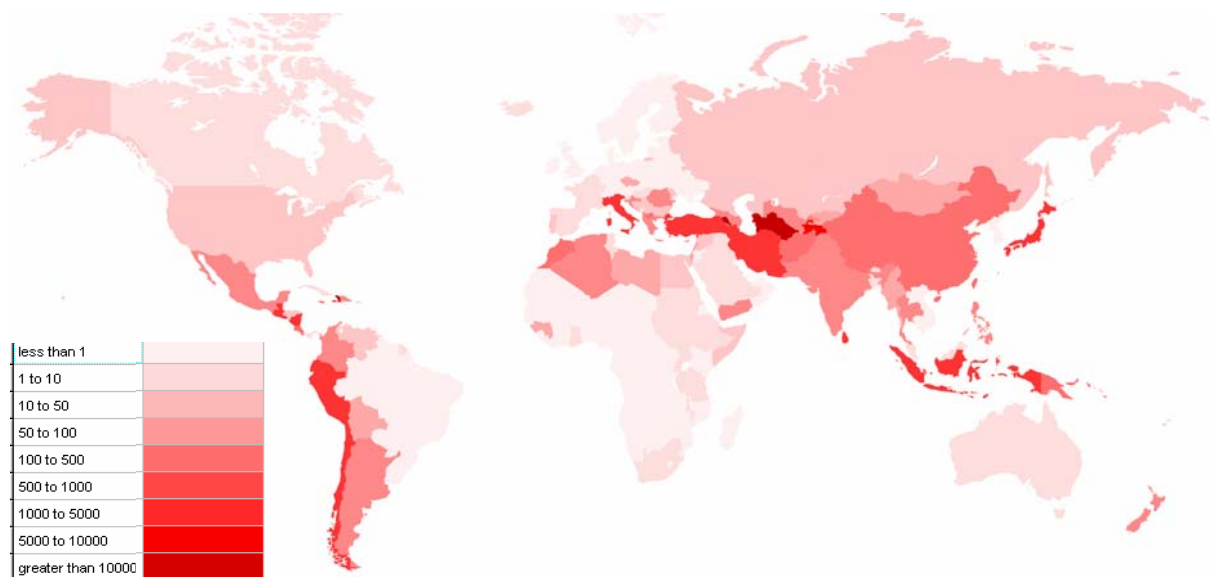 less than 1
1 to 10
10 to 50
50 to 100
100 to 500
500 to 1000
1000 to 5000
5000 to 10000
greater than 10000